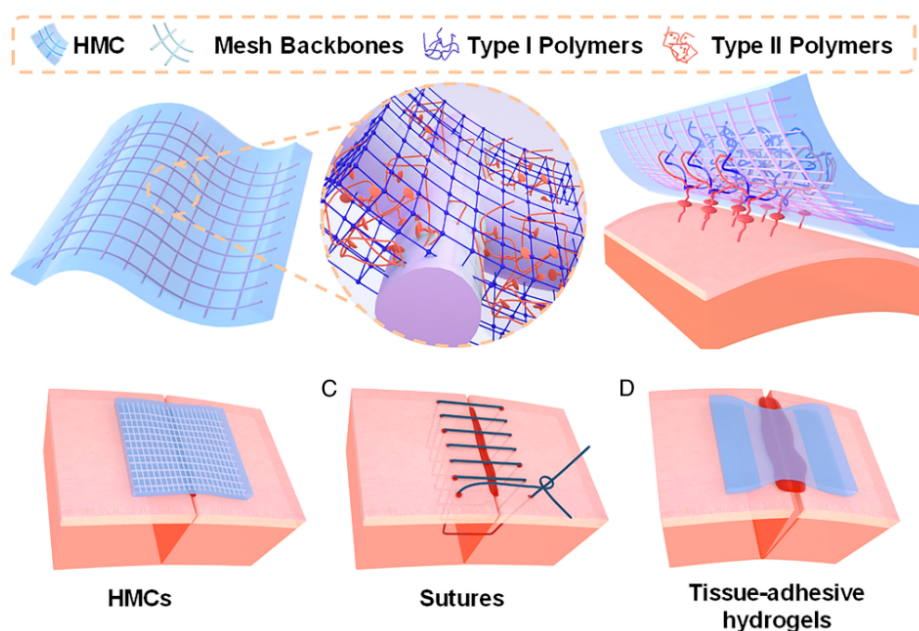 HMC Mesh Backbones Type I Polymers Type II Polymers
C D
HMCs Sutures Tissue-adhesive
hydrogels